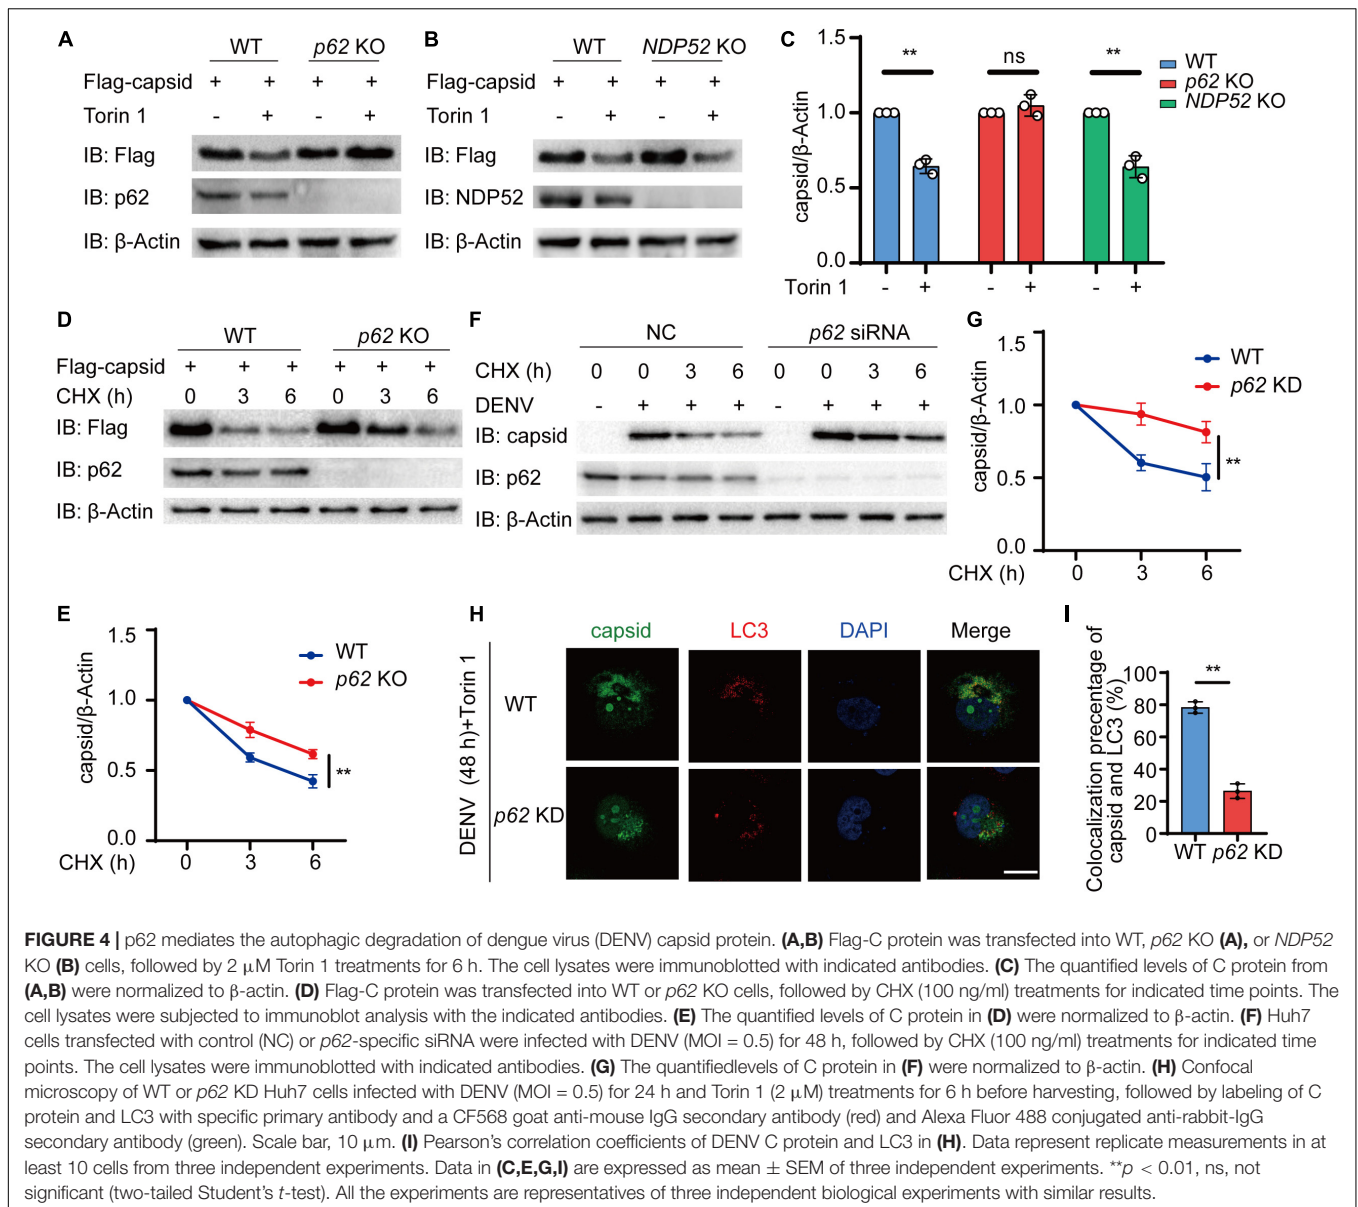 A
WT p62 KO
Flag-capsid + + + +
Torin 1 - + - +
IB: Flag
IB: p62
IB: β-Actin
B
WT NDP52 KO
Flag-capsid + + + +
Torin 1 - + - +
IB: Flag
IB: NDP52
IB: β-Actin
C
capsid/β-Actin
1.5
1.0
0.5
0.0
** ns **
WT
p62 KO
NDP52 KO
Torin 1 - + - + - +
D
WT p62 KO
Flag-capsid + + + + + +
CHX (h) 0 3 6 0 3 6
IB: Flag
IB: p62
IB: β-Actin
F
NC p62 siRNA
CHX (h) 0 0 3 6 0 0 3 6
DENV - + + + - + + +
IB: capsid
IB: p62
IB: β-Actin
G
capsid/β-Actin
1.5
1.0
0.5
0.0
WT
p62 KD
**
CHX (h) 0 3 6
E
capsid/β-Actin
1.5
1.0
0.5
0.0
WT
p62 KO
**
CHX (h) 0 3 6
H
DENV (48 h)+Torin 1
capsid LC3 DAPI Merge
WT
p62 KD
I
Colocalization precentage of
capsid and LC3 (%)
100
80
60
40
20
0
**
WT p62 KD
FIGURE 4 | p62 mediates the autophagic degradation of dengue virus (DENV) capsid protein. (A,B) Flag-C protein was transfected into WT, p62 KO (A), or NDP52
KO (B) cells, followed by 2 μM Torin 1 treatments for 6 h. The cell lysates were immunoblotted with indicated antibodies. (C) The quantified levels of C protein from
(A,B) were normalized to β-actin. (D) Flag-C protein was transfected into WT or p62 KO cells, followed by CHX (100 ng/ml) treatments for indicated time points. The
cell lysates were subjected to immunoblot analysis with the indicated antibodies. (E) The quantified levels of C protein in (D) were normalized to β-actin. (F) Huh7
cells transfected with control (NC) or p62-specific siRNA were infected with DENV (MOI = 0.5) for 48 h, followed by CHX (100 ng/ml) treatments for indicated time
points. The cell lysates were immunoblotted with indicated antibodies. (G) The quantifiedlevels of C protein in (F) were normalized to β-actin. (H) Confocal
microscopy of WT or p62 KD Huh7 cells infected with DENV (MOI = 0.5) for 24 h and Torin 1 (2 μM) treatments for 6 h before harvesting, followed by labeling of C
protein and LC3 with specific primary antibody and a CF568 goat anti-mouse IgG secondary antibody (red) and Alexa Fluor 488 conjugated anti-rabbit-IgG
secondary antibody (green). Scale bar, 10 μm. (I) Pearson's correlation coefficients of DENV C protein and LC3 in (H). Data represent replicate measurements in at
least 10 cells from three independent experiments. Data in (C,E,G,I) are expressed as mean ± SEM of three independent experiments. **p < 0.01, ns, not
significant (two-tailed Student's t-test). All the experiments are representatives of three independent biological experiments with similar results.